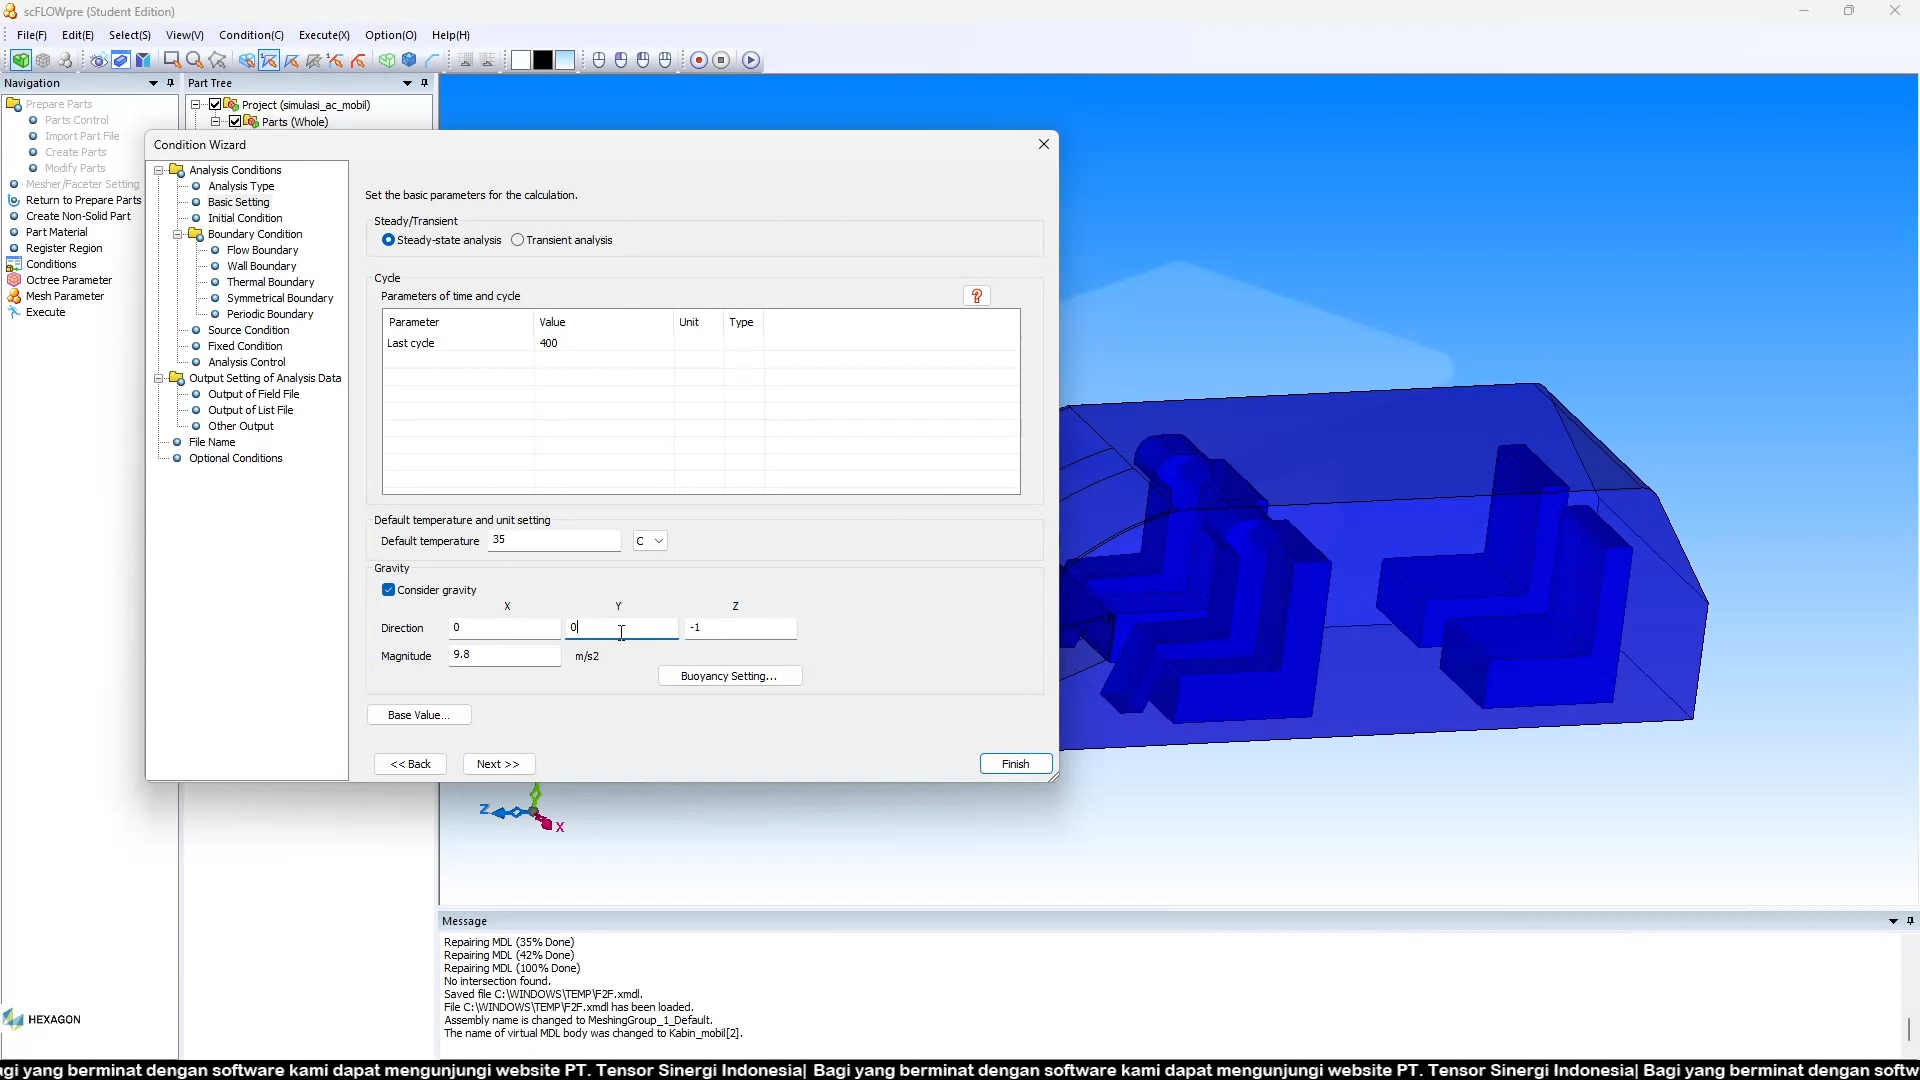 scFLOWpre (Student Edition)
File(F) Edit(E) Select(S) View(V) Condition(C) Execute(X) Option(O) Help(H)
Navigation
Part Tree
Prepare Parts
Parts Control
Import Part File
Create Parts
Modify Parts
Mesher/Faceter Setting
Return to Prepare Parts
Create Non-Solid Part
Part Material
Register Region
Conditions
Octree Parameter
Mesh Parameter
Execute
HEXAGON
Project (simulasi_ac_mobil)
Parts (Whole)
Condition Wizard
Analysis Conditions
Analysis Type
Basic Setting
Initial Condition
Boundary Condition
Flow Boundary
Wall Boundary
Thermal Boundary
Symmetrical Boundary
Periodic Boundary
Source Condition
Fixed Condition
Analysis Control
Output Setting of Analysis Data
Output of Field File
Output of List File
Other Output
File Name
Optional Conditions
Set the basic parameters for the calculation.
Steady/Transient
Steady-state analysis Transient analysis
Cycle
Parameters of time and cycle
?
Parameter Value Unit Type
Last cycle 400
Default temperature and unit setting
Default temperature 35 C
Gravity
Consider gravity
X Y Z
Direction 0 0 -1
Magnitude 9.8 m/s2
Buoyancy Setting...
Base Value...
<< Back Next >> Finish
Z X
Message
Repairing MDL (35% Done)
Repairing MDL (42% Done)
Repairing MDL (100% Done)
No intersection found.
Saved file C:\WINDOWS\TEMP\F2F.xmdl.
File C:\WINDOWS\TEMP\F2F.xmdl has been loaded.
Assembly name is changed to MeshingGroup_1_Default.
The name of virtual MDL body was changed to Kabin_mobil[2].
agi yang berminat dengan software kami dapat mengunjungi website PT. Tensor Sinergi Indonesia| Bagi yang berminat dengan software kami dapat mengunjungi website PT. Tensor Sinergi Indonesia| Bagi yang berminat dengan softw